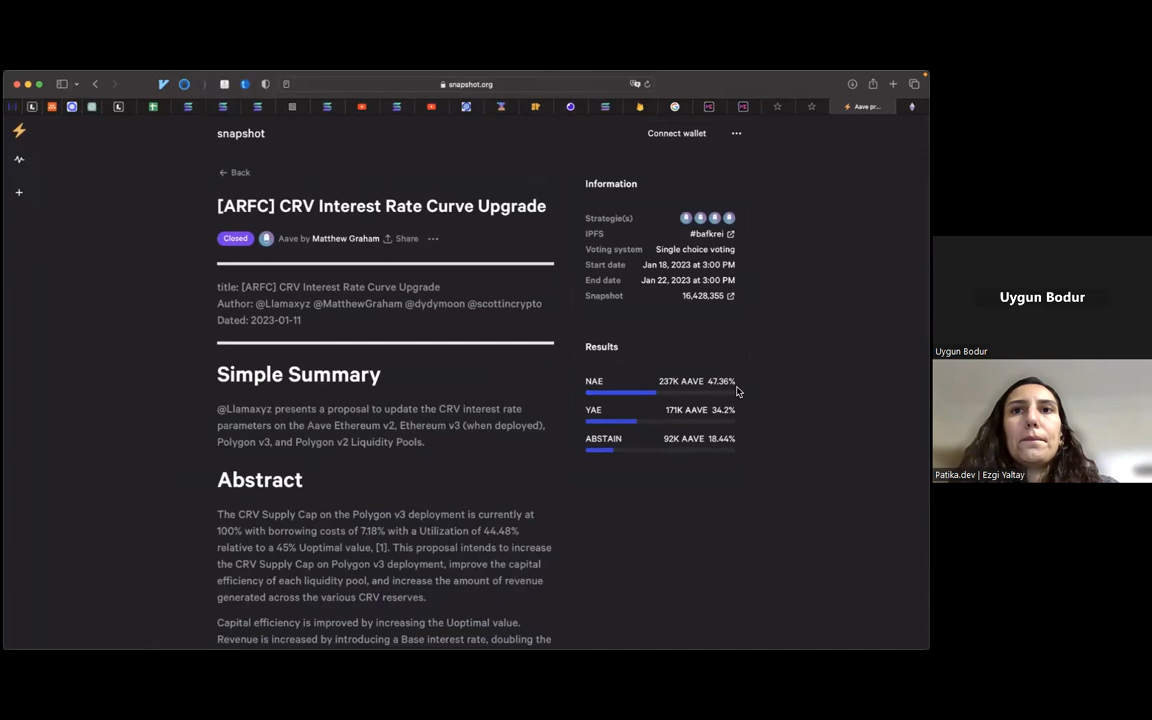 snapshot.org
Aave pr...
snapshot
Connect wallet
Back
[ARFC] CRV Interest Rate Curve Upgrade
Closed
Aave by Matthew Graham
Share
title: [ARFC] CRV Interest Rate Curve Upgrade
Author: @Llamaxyz @MatthewGraham @dydymoon @scottincrypto
Dated: 2023-01-11
Simple Summary
@Llamaxyz presents a proposal to update the CRV interest rate
parameters on the Aave Ethereum v2, Ethereum v3 (when deployed),
Polygon v3, and Polygon v2 Liquidity Pools.
Abstract
The CRV Supply Cap on the Polygon v3 deployment is currently at
100% with borrowing costs of 7.18% with a Utilization of 44.48%
relative to a 45% Uoptimal value, [1]. This proposal intends to increase
the CRV Supply Cap on Polygon v3 deployment, improve the capital
efficiency of each liquidity pool, and increase the amount of revenue
generated across the various CRV reserves.
Capital efficiency is improved by increasing the Uoptimal value.
Revenue is increased by introducing a Base interest rate, doubling the
Information
Strategie(s)
IPFS #bafkrei
Voting system Single choice voting
Start date Jan 18, 2023 at 3:00 PM
End date Jan 22, 2023 at 3:00 PM
Snapshot 16,428,355
Results
NAE 237K AAVE 47.36%
YAE 171K AAVE 34.2%
ABSTAIN 92K AAVE 18.44%
Uygun Bodur
Uygun Bodur
Patika.dev | Ezgi Yaltay